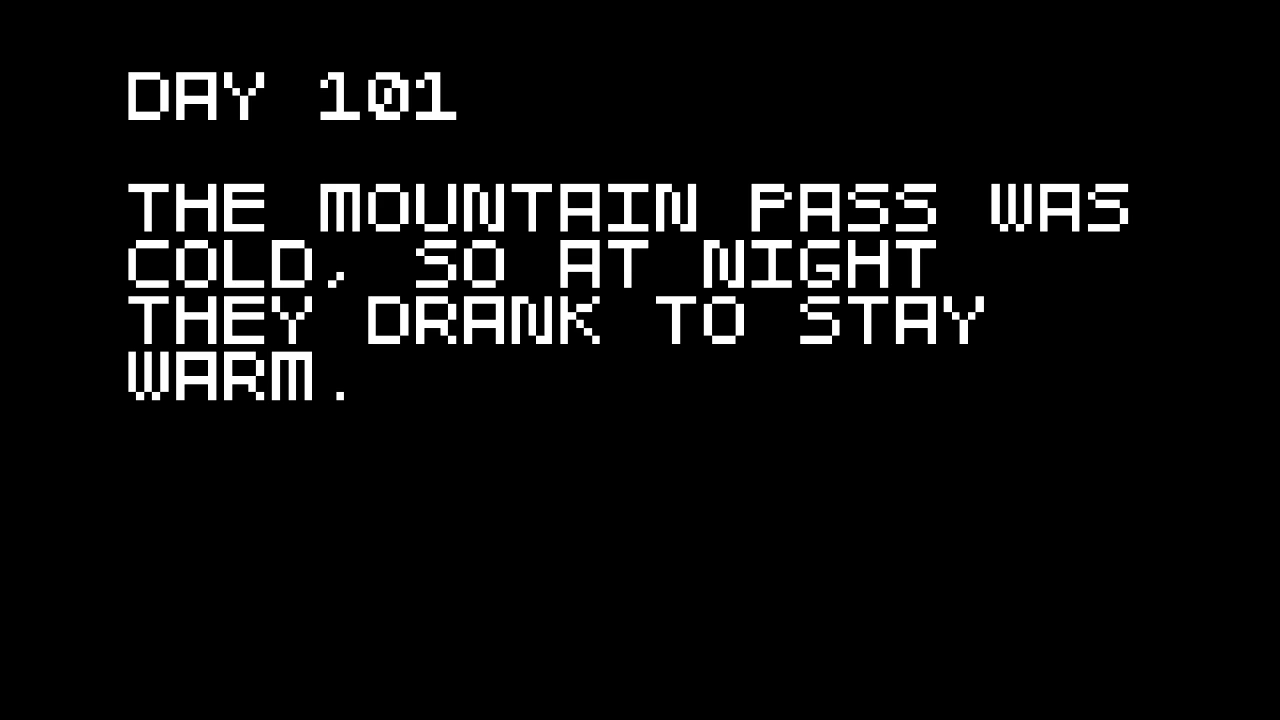 DAY 101
THE MOUNTAIN PASS WAS
COLD, SO AT NIGHT
THEY DRANK TO STAY
WARM.